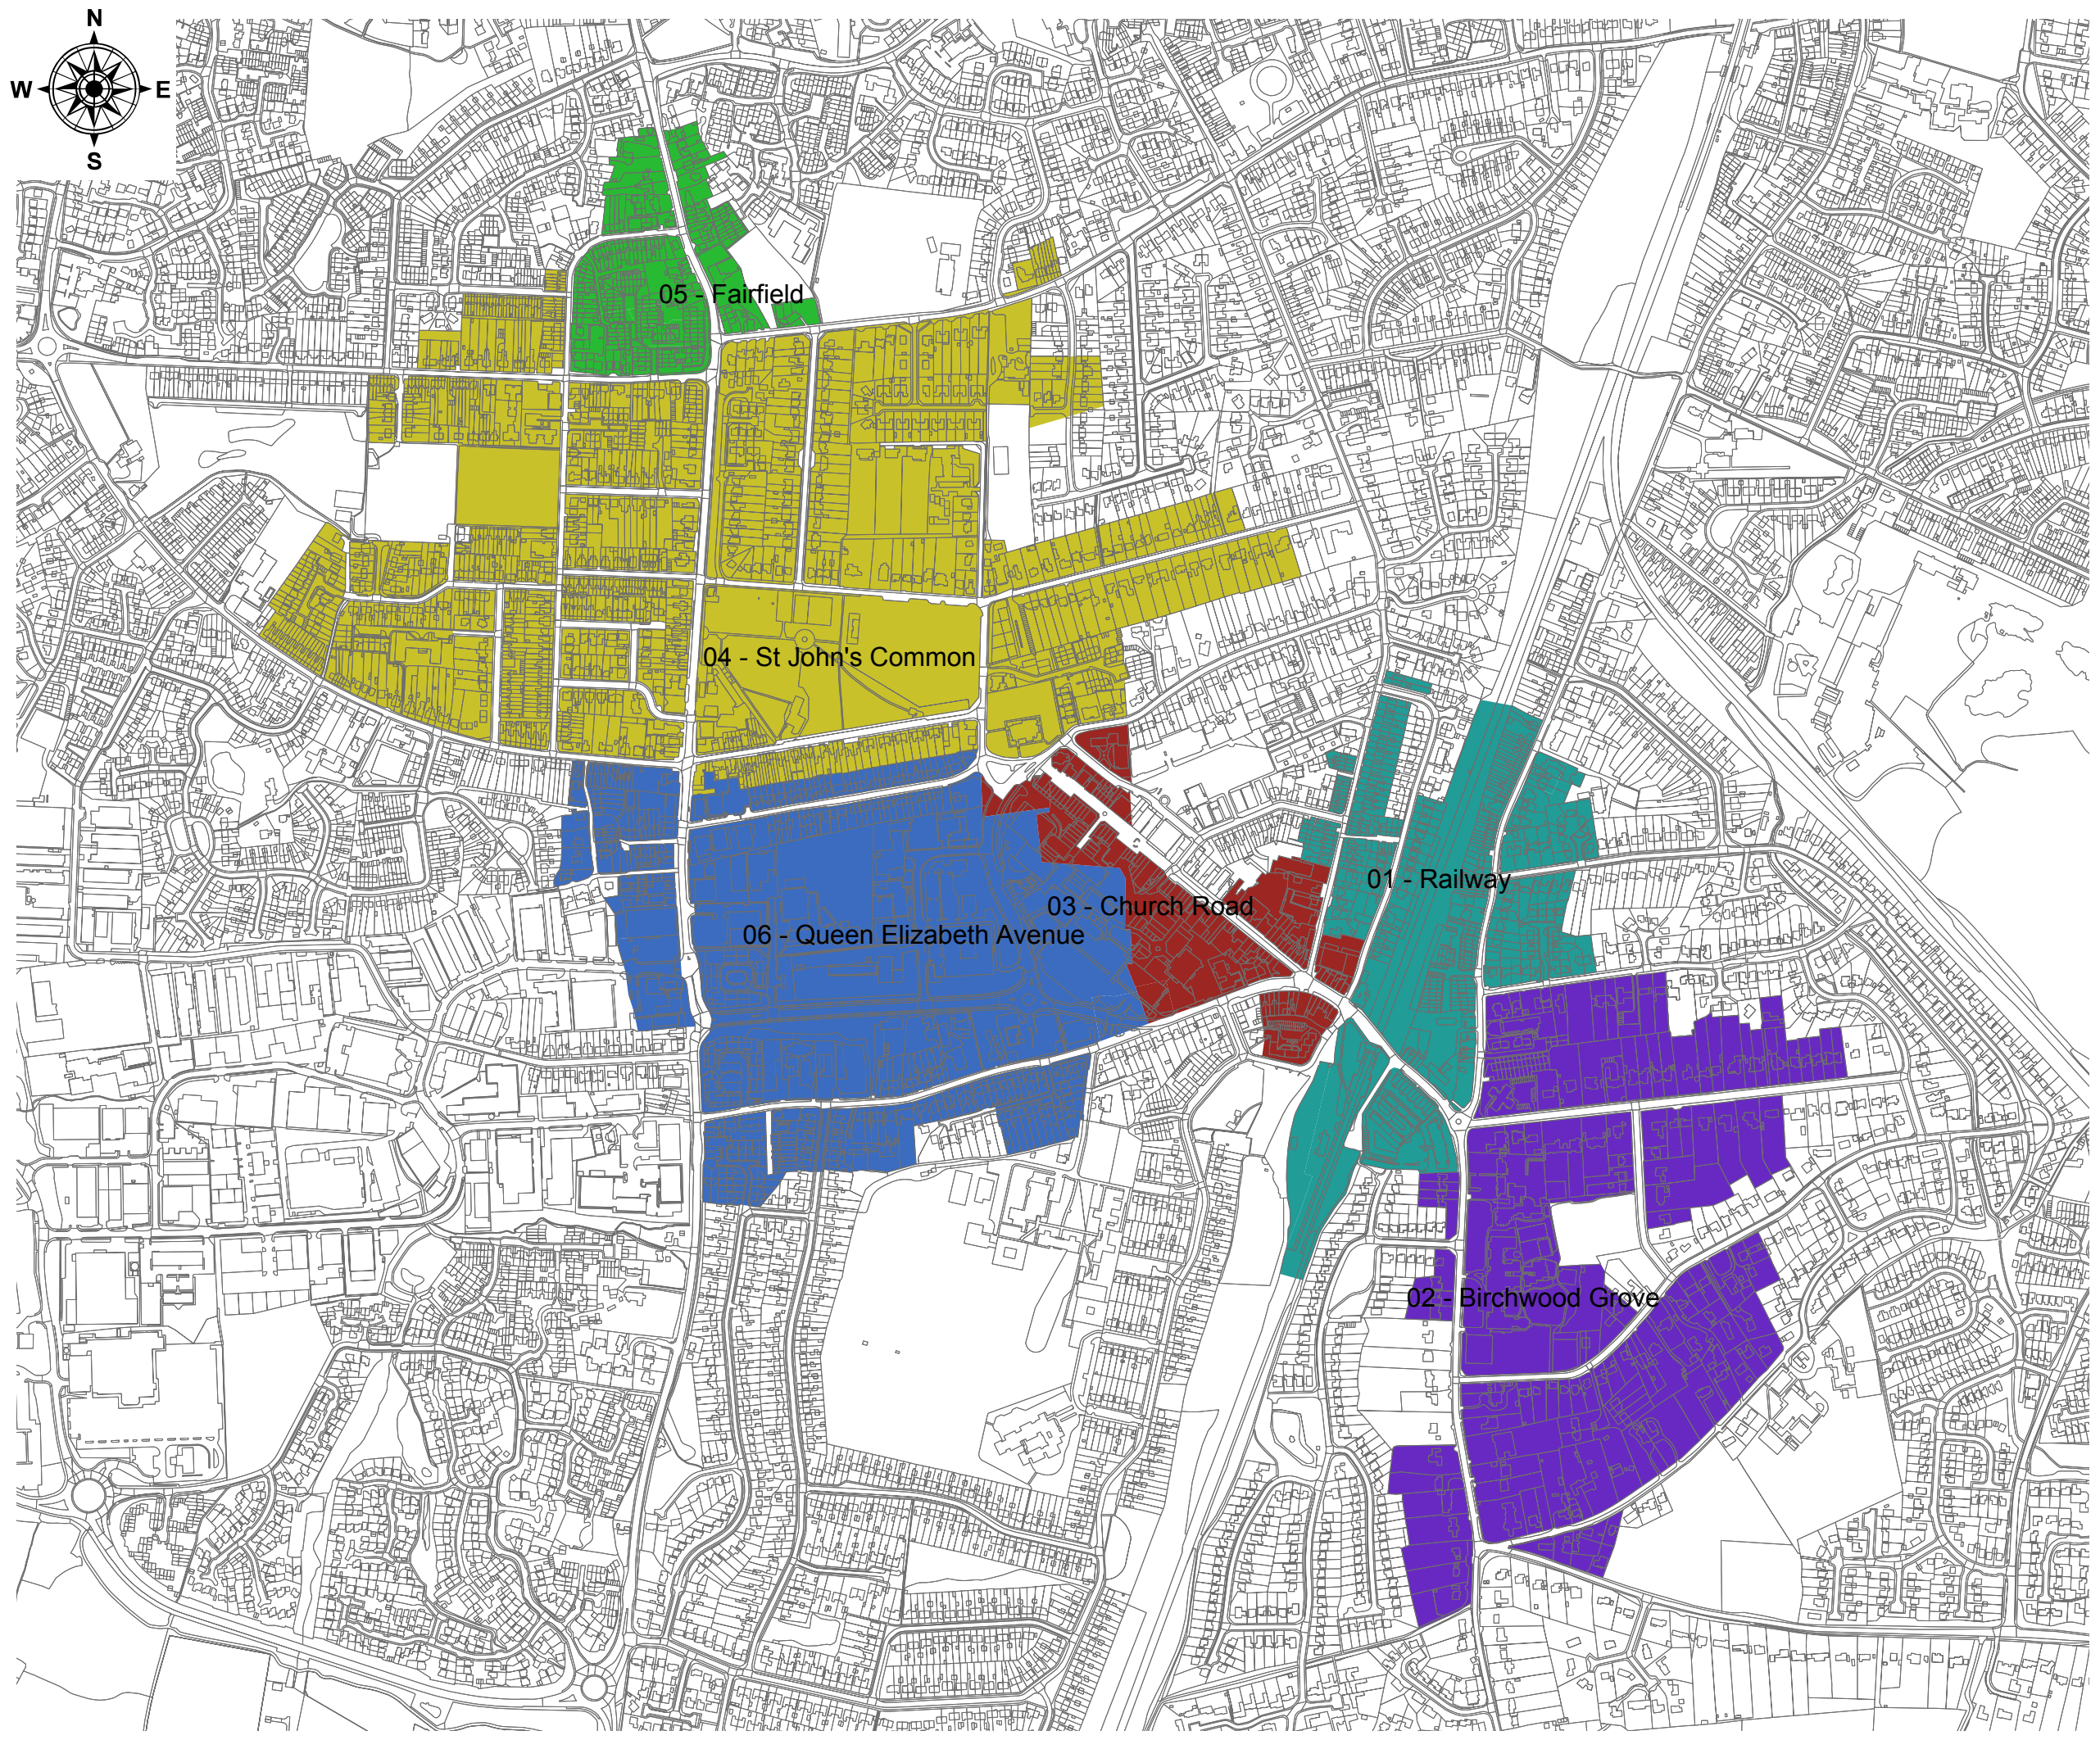 N
W E
S
05 - Fairfield
04 - St John's Common
01 - Railway
03 - Church Road
06 - Queen Elizabeth Avenue
02 - Birchwood Grove